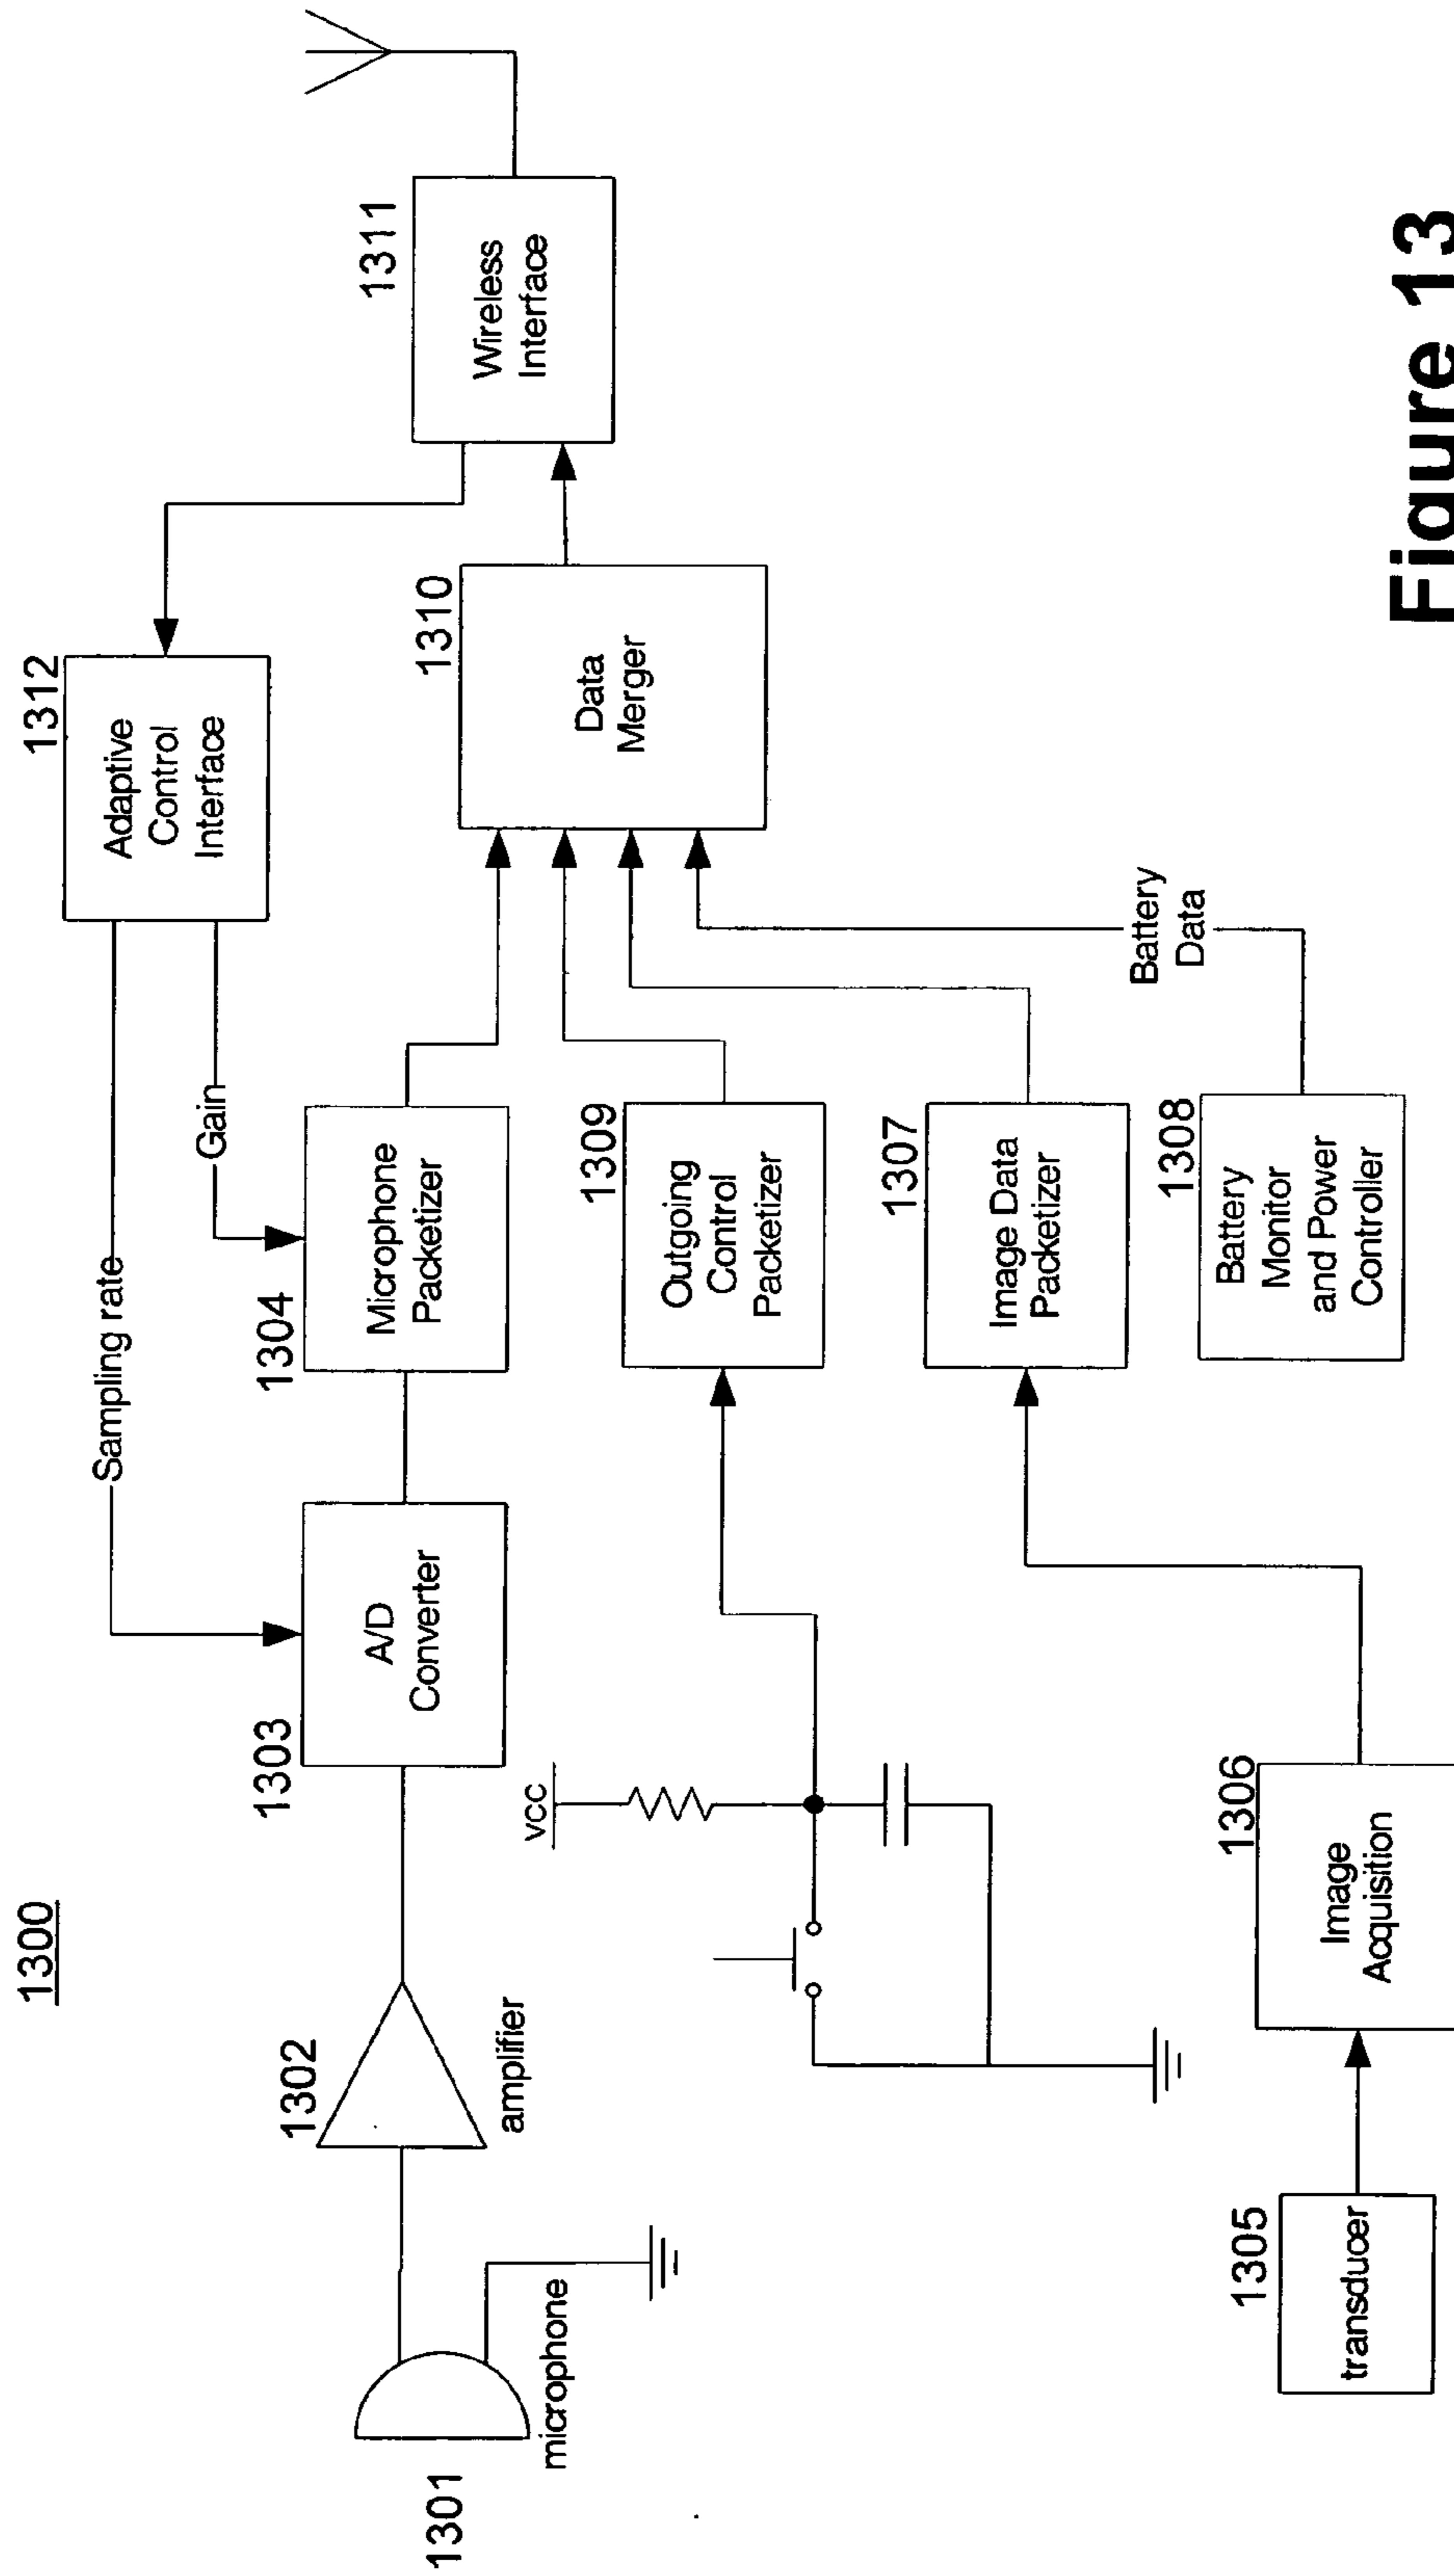 1300
1312
Adaptive
Control
Interface
Sampling rate
Gain
1311
Wireless
Interface
1301
microphone
1302
amplifier
1303
A/D
Converter
1304
Microphone
Packetizer
1310
Data
Merger
VCC
1309
Outgoing
Control
Packetizer
1307
Image Data
Packetizer
Battery
Data
1305
transducer
1306
Image
Acquisition
1308
Battery
Monitor
and Power
Controller
Figure 13